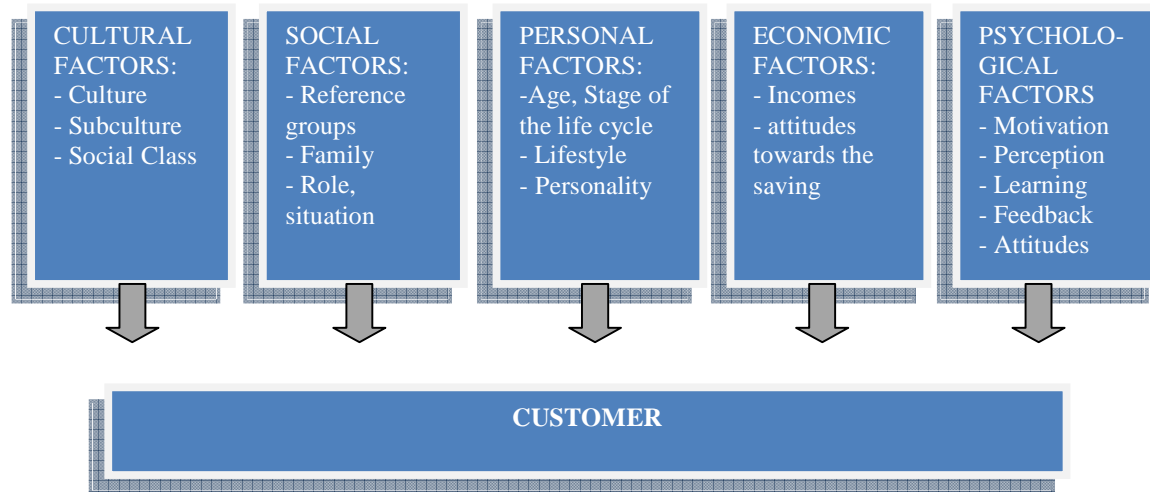 CULTURAL
FACTORS:
- Culture
- Subculture
- Social Class
SOCIAL
FACTORS:
- Reference
groups
- Family
- Role,
situation
PERSONAL
FACTORS:
-Age, Stage of
the life cycle
- Lifestyle
- Personality
ECONOMIC
FACTORS:
- Incomes
- attitudes
towards the
saving
PSYCHOLO-
GICAL
FACTORS
- Motivation
- Perception
- Learning
- Feedback
- Attitudes
CUSTOMER